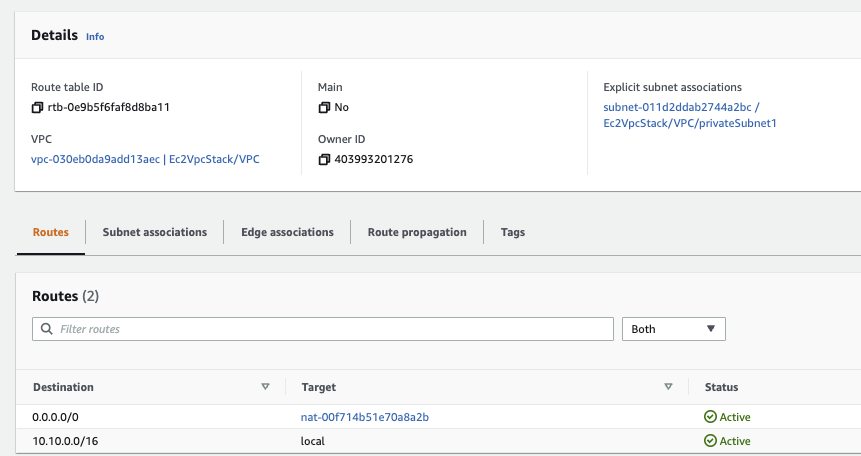 Details Info
Route table ID
rtb-0e9b5f6faf8d8ba11
Main
No
Explicit subnet associations
subnet-011d2ddab2744a2bc /
Ec2VpcStack/VPC/privateSubnet1
VPC
vpc-030eb0da9add13aec | Ec2VpcStack/VPC
Owner ID
403993201276
Routes Subnet associations Edge associations Route propagation Tags
Routes (2)
Filter routes Both
Destination Target Status
0.0.0.0/0 nat-00f714b51e70a8a2b Active
10.10.0.0/16 local Active